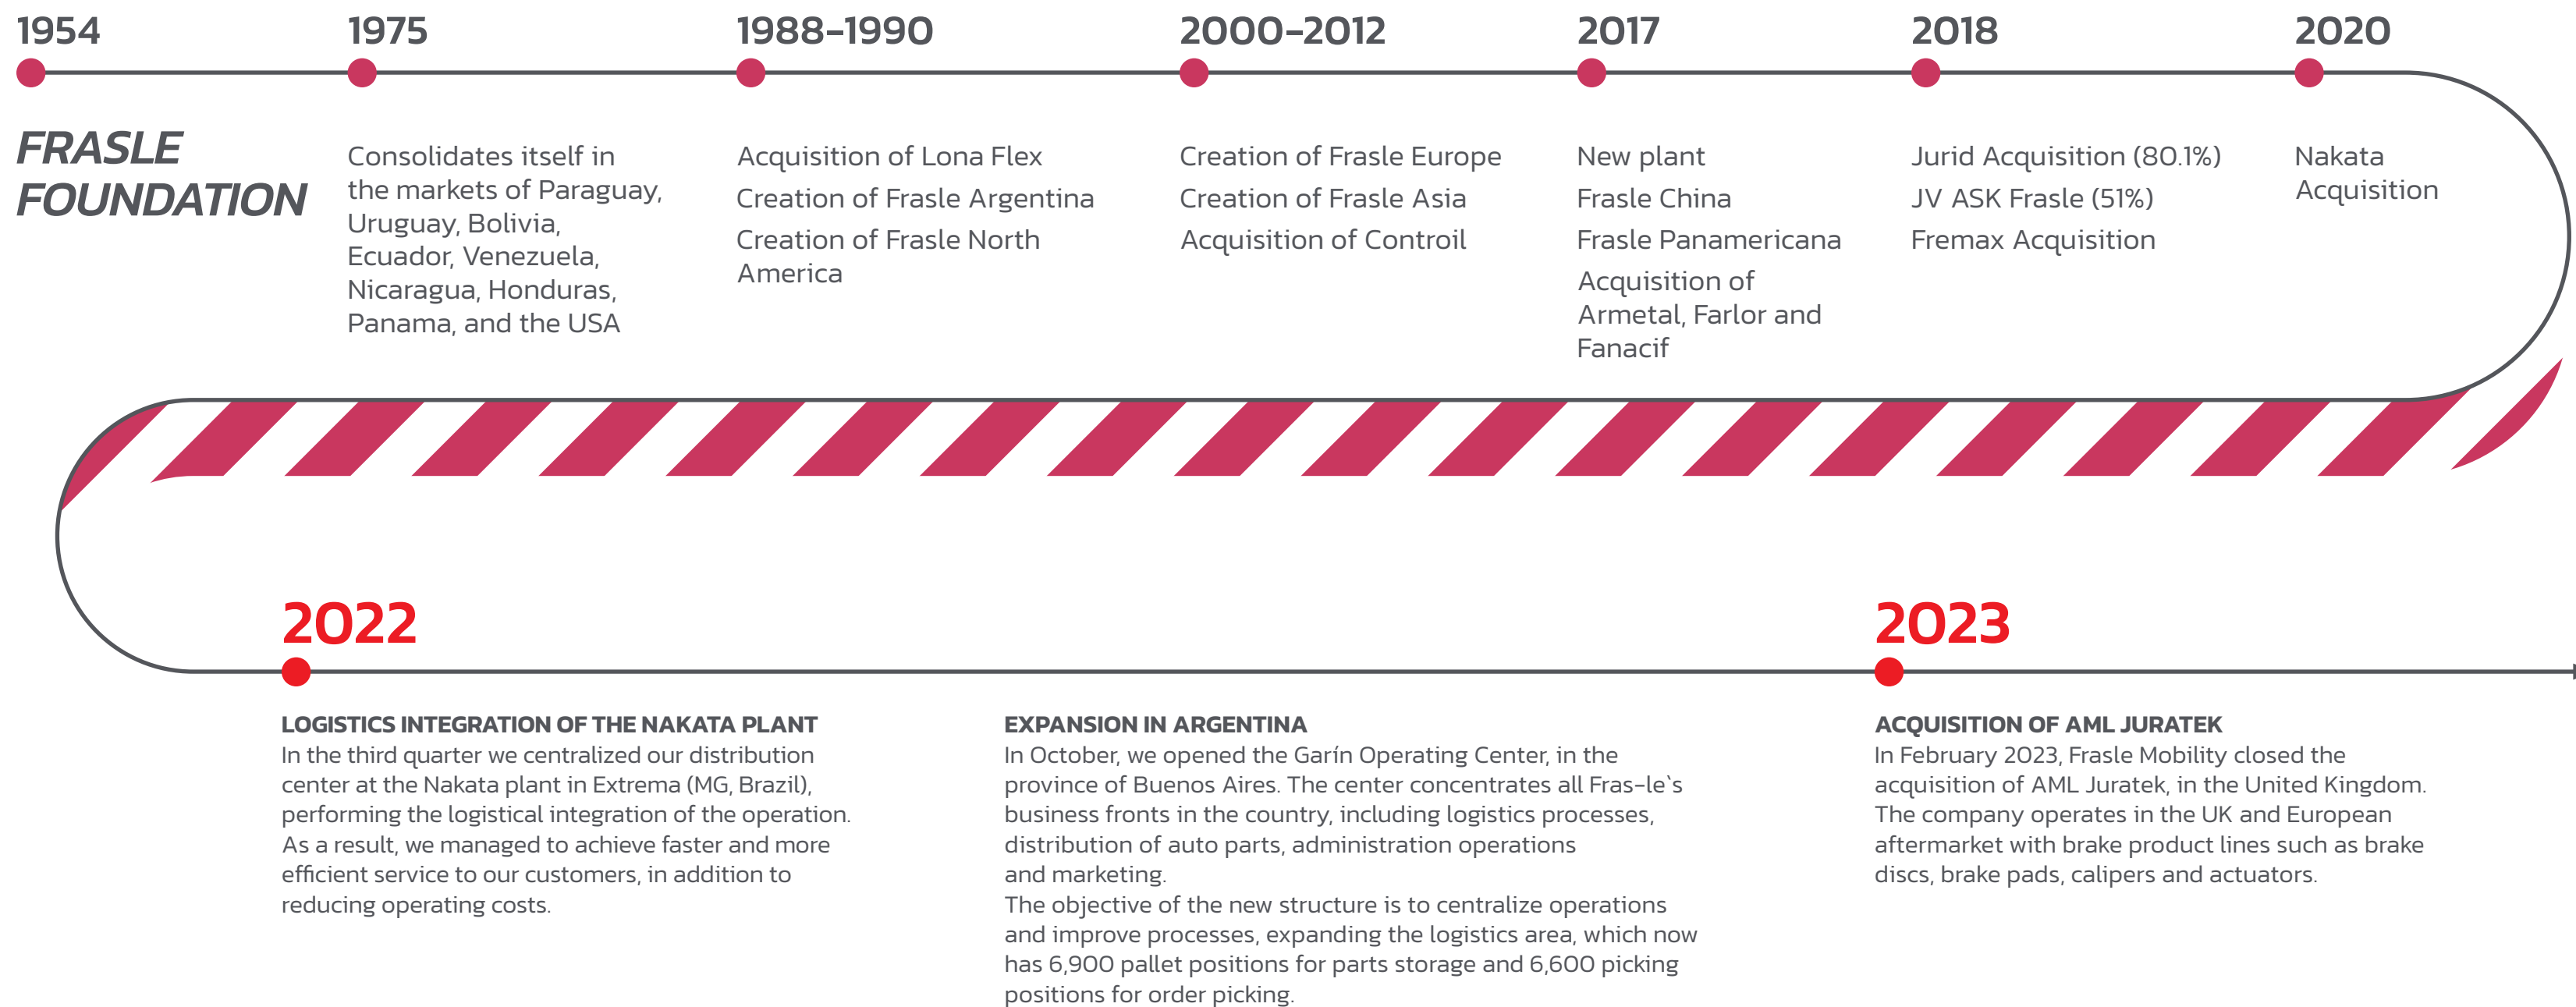 1954
FRASLE
FOUNDATION
1975
Consolidates itself in
the markets of Paraguay,
Uruguay, Bolivia,
Ecuador, Venezuela,
Nicaragua, Honduras,
Panama, and the USA
1988-1990
Acquisition of Lona Flex
Creation of Frasle Argentina
Creation of Frasle North
America
2000-2012
Creation of Frasle Europe
Creation of Frasle Asia
Acquisition of Controil
2017
New plant
Frasle China
Frasle Panamericana
Acquisition of
Armetal, Farlor and
Fanacif
2018
Jurid Acquisition (80.1%)
JV ASK Frasle (51%)
Fremax Acquisition
2020
Nakata
Acquisition
2022
LOGISTICS INTEGRATION OF THE NAKATA PLANT
In the third quarter we centralized our distribution
center at the Nakata plant in Extrema (MG, Brazil),
performing the logistical integration of the operation.
As a result, we managed to achieve faster and more
efficient service to our customers, in addition to
reducing operating costs.
EXPANSION IN ARGENTINA
In October, we opened the Garín Operating Center, in the
province of Buenos Aires. The center concentrates all Fras-le`s
business fronts in the country, including logistics processes,
distribution of auto parts, administration operations
and marketing.
The objective of the new structure is to centralize operations
and improve processes, expanding the logistics area, which now
has 6,900 pallet positions for parts storage and 6,600 picking
positions for order picking.
2023
ACQUISITION OF AML JURATEK
In February 2023, Frasle Mobility closed the
acquisition of AML Juratek, in the United Kingdom.
The company operates in the UK and European
aftermarket with brake product lines such as brake
discs, brake pads, calipers and actuators.